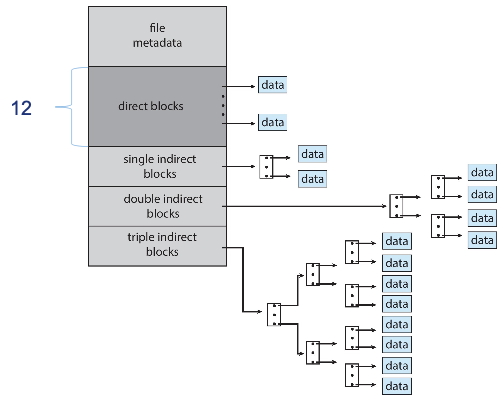 file
metadata
12
direct blocks
data
data
single indirect
blocks
data
data
double indirect
blocks
data
data
data
data
triple indirect
blocks
data
data
data
data
data
data
data
data